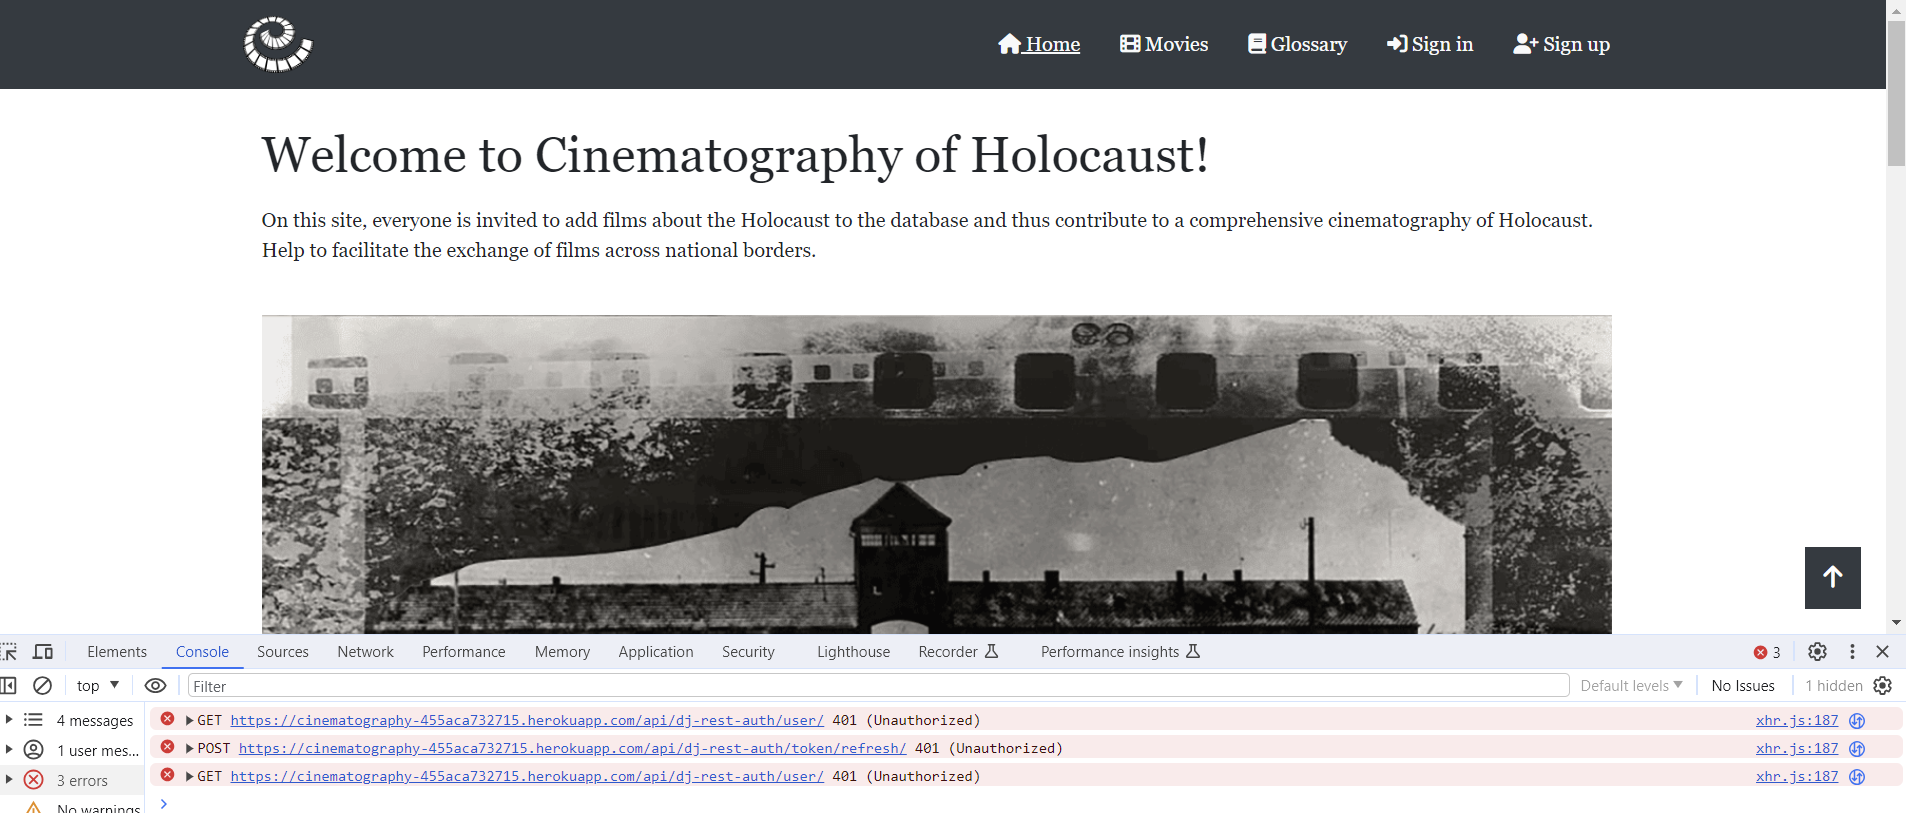 Home Movies Glossary Sign in Sign up
Welcome to Cinematography of Holocaust!
On this site, everyone is invited to add films about the Holocaust to the database and thus contribute to a comprehensive cinematography of Holocaust.
Help to facilitate the exchange of films across national borders.
Elements Console Sources Network Performance Memory Application Security Lighthouse Recorder Performance insights 3
top Filter Default levels No Issues 1 hidden
4 messages
1 user mes...
3 errors
No warnings
GET https://cinematography-455aca732715.herokuapp.com/api/dj-rest-auth/user/ 401 (Unauthorized) xhr.js:187
POST https://cinematography-455aca732715.herokuapp.com/api/dj-rest-auth/token/refresh/ 401 (Unauthorized) xhr.js:187
GET https://cinematography-455aca732715.herokuapp.com/api/dj-rest-auth/user/ 401 (Unauthorized) xhr.js:187